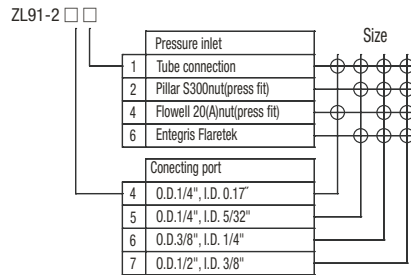 ZL91-2 □ □
Size
Pressure inlet
1 Tube connection
2 Pillar S300nut(press fit)
4 Flowell 20(A)nut(press fit)
6 Entegris Flaretek
Conecting port
4 O.D.1/4", I.D. 0.17″
5 O.D.1/4", I.D. 5/32"
6 O.D.3/8", I.D. 1/4"
7 O.D.1/2", I.D. 3/8"